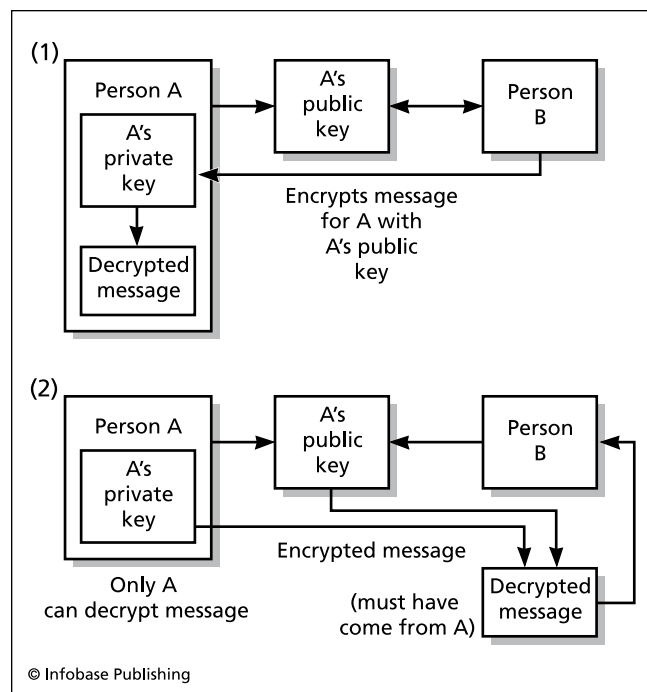 (1)
Person A
A's
private
key
Decrypted
message
A's
public
key
Person
B
Encrypts message
for A with
A's public
key
(2)
Person A
A's
private
key
A's
public
key
Person
B
Encrypted message
Only A
can decrypt message
(must have
come from A)
Decrypted
message
© Infobase Publishing